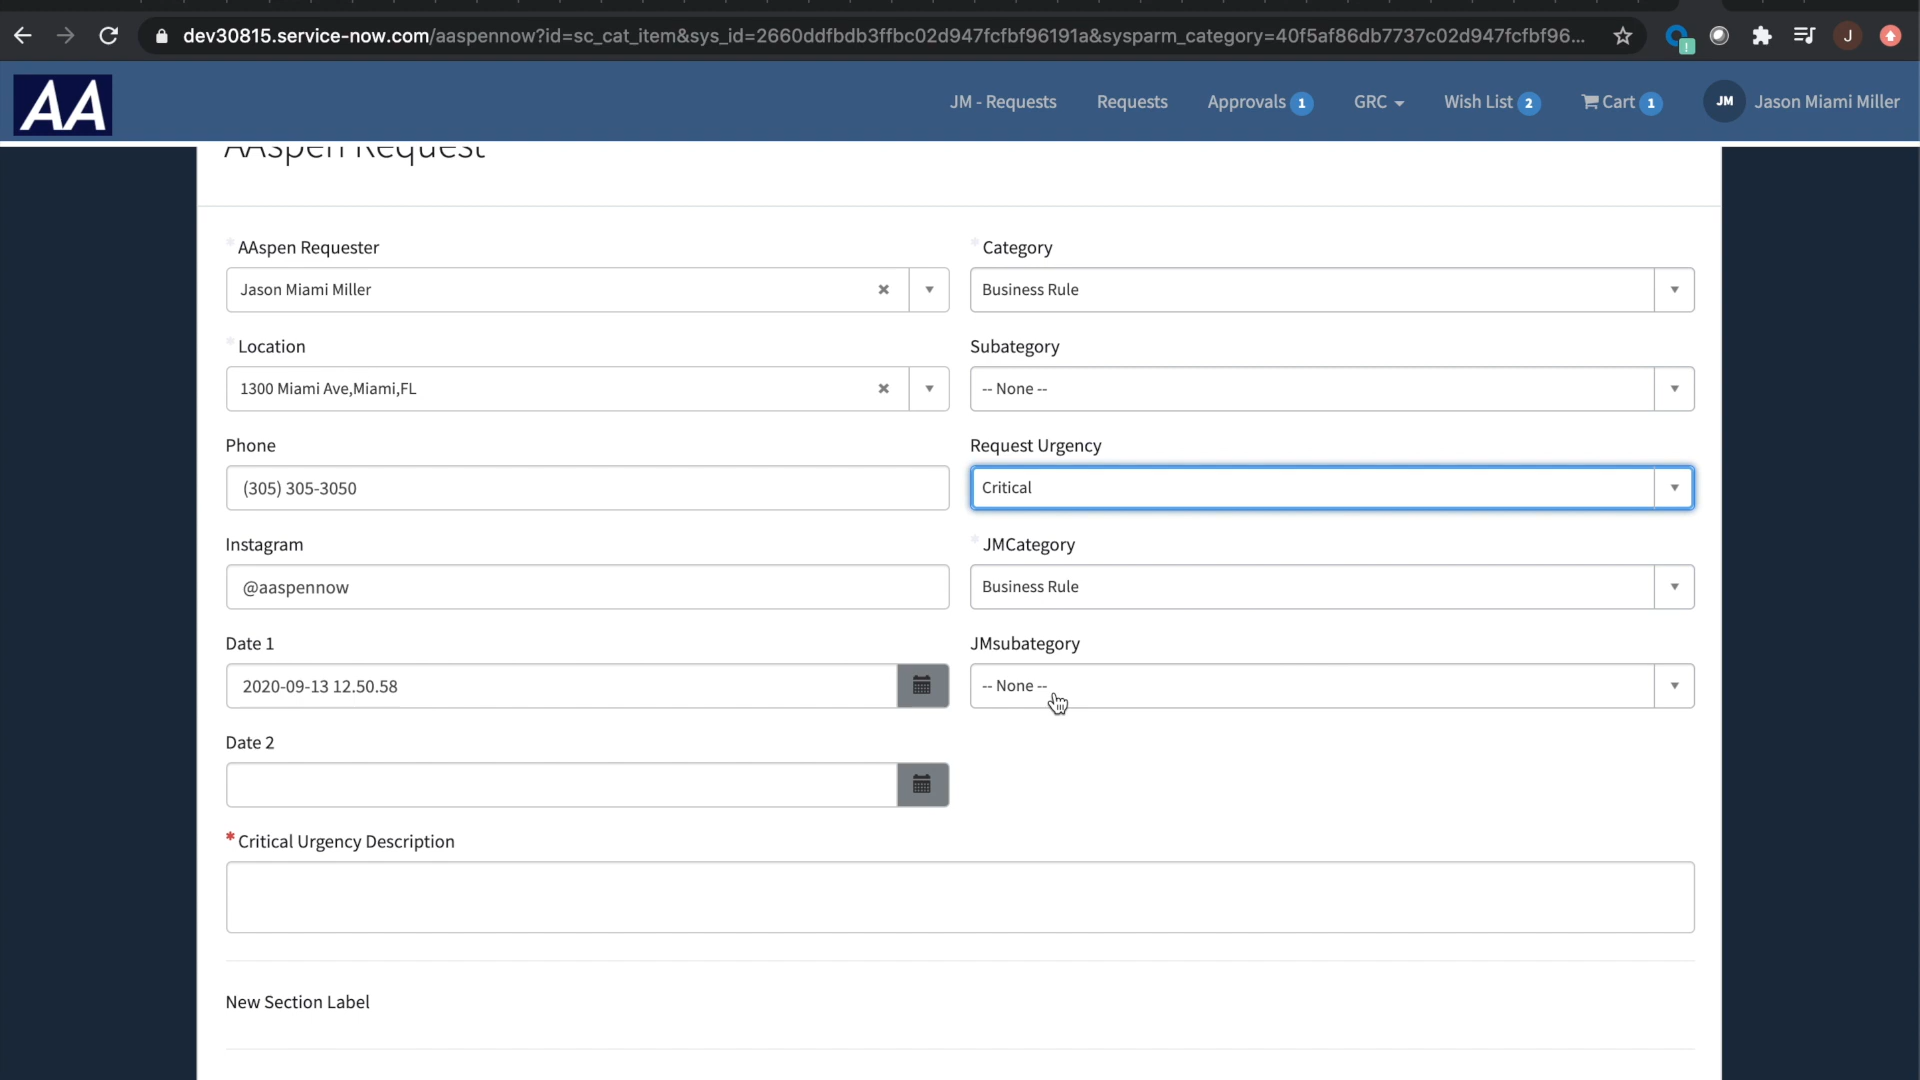 dev30815.service-now.com/aaspennow?id=sc_cat_item&sys_id=2660ddfbdb3ffbc02d947fcfbf96191a&sysparm_category=40f5af86db7737c02d947fcfbf96...
J
AA
JM - Requests
Requests
Approvals 1
GRC
Wish List 2
Cart 1
JM
Jason Miami Miller
AAspen Request
* AAspen Requester
Jason Miami Miller
* Location
1300 Miami Ave,Miami,FL
Phone
(305) 305-3050
Instagram
@aaspennow
Date 1
2020-09-13 12.50.58
Date 2
* Category
Business Rule
Subategory
-- None --
Request Urgency
Critical
* JMCategory
Business Rule
JMsubategory
-- None --
* Critical Urgency Description
New Section Label